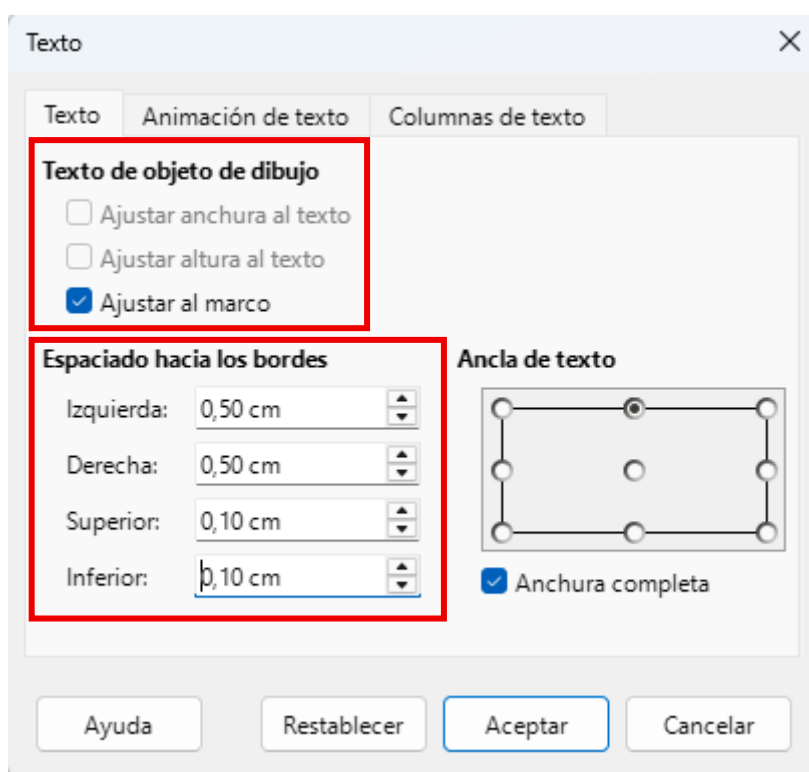 Texto
Texto Animación de texto Columnas de texto
Texto de objeto de dibujo
Ajustar anchura al texto
Ajustar altura al texto
Ajustar al marco
Espaciado hacia los bordes Ancla de texto
Izquierda: 0,50 cm
Derecha: 0,50 cm
Superior: 0,10 cm
Inferior: 0,10 cm
Anchura completa
Ayuda Restablecer Aceptar Cancelar